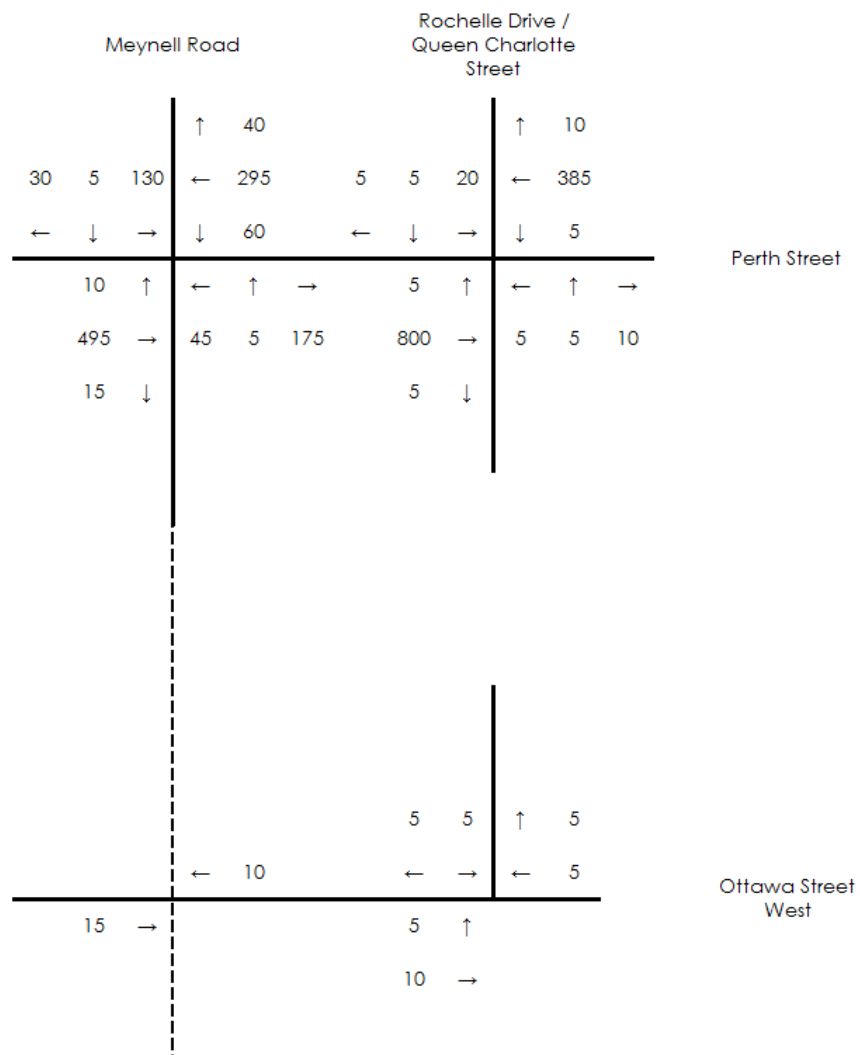 Rochelle Drive /
Meynell Road Queen Charlotte
Street
↑ 40 ↑ 10
30 5 130 ← 295 5 5 20 ← 385
← ↓ → ↓ 60 ← ↓ → ↓ 5
Perth Street
10 ↑ ← ↑ → 5 ↑ ← ↑ →
495 → 45 5 175 800 → 5 5 10
15 ↓ 5 ↓
5 5 ↑ 5
← 10 ← → ← 5
Ottawa Street
West
15 → 5 ↑
10 →